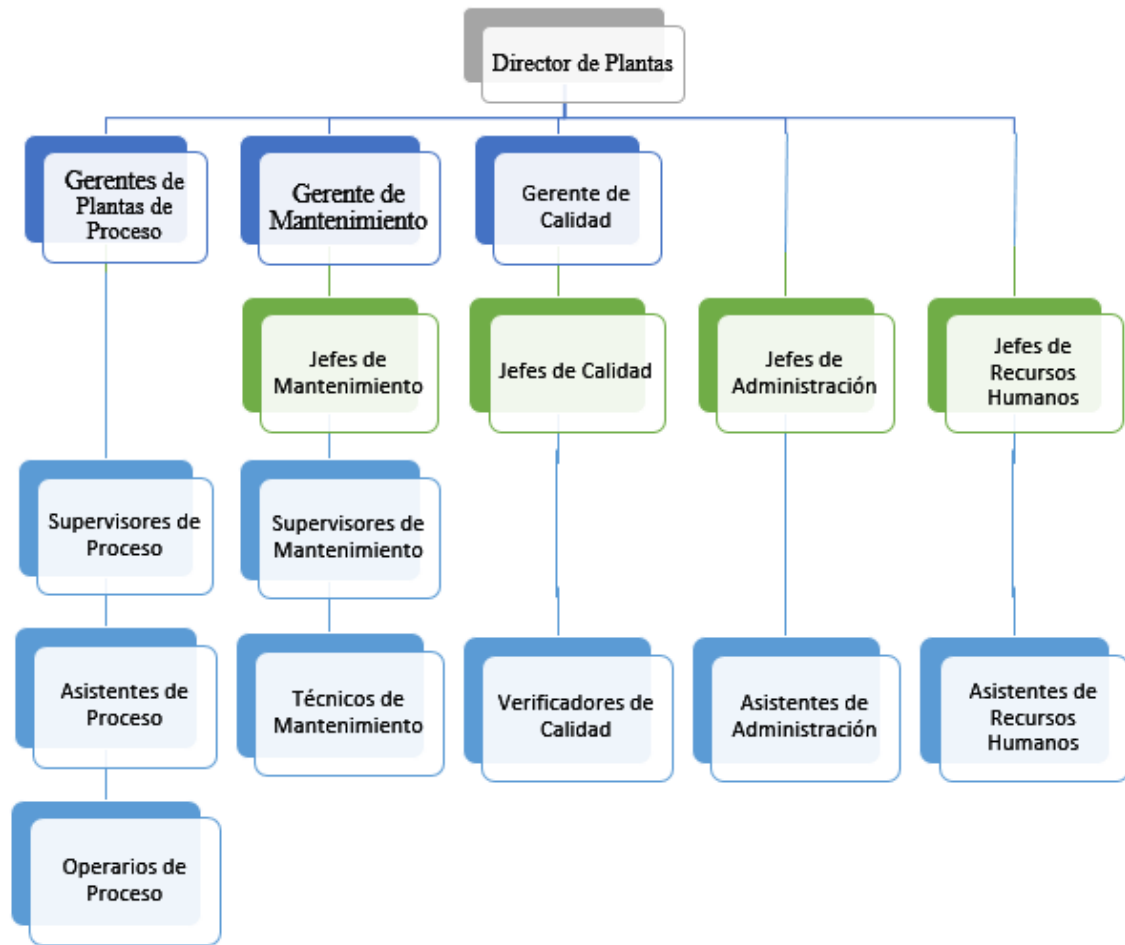 Director de Plantas
Gerentes de
Plantas de
Proceso
Gerente de
Mantenimiento
Gerente de
Calidad
Jefes de
Mantenimiento
Jefes de Calidad
Jefes de
Administración
Jefes de
Recursos
Humanos
Supervisores de
Proceso
Supervisores de
Mantenimiento
Asistentes de
Proceso
Técnicos de
Mantenimiento
Verificadores de
Calidad
Asistentes de
Administración
Asistentes de
Recursos
Humanos
Operarios de
Proceso